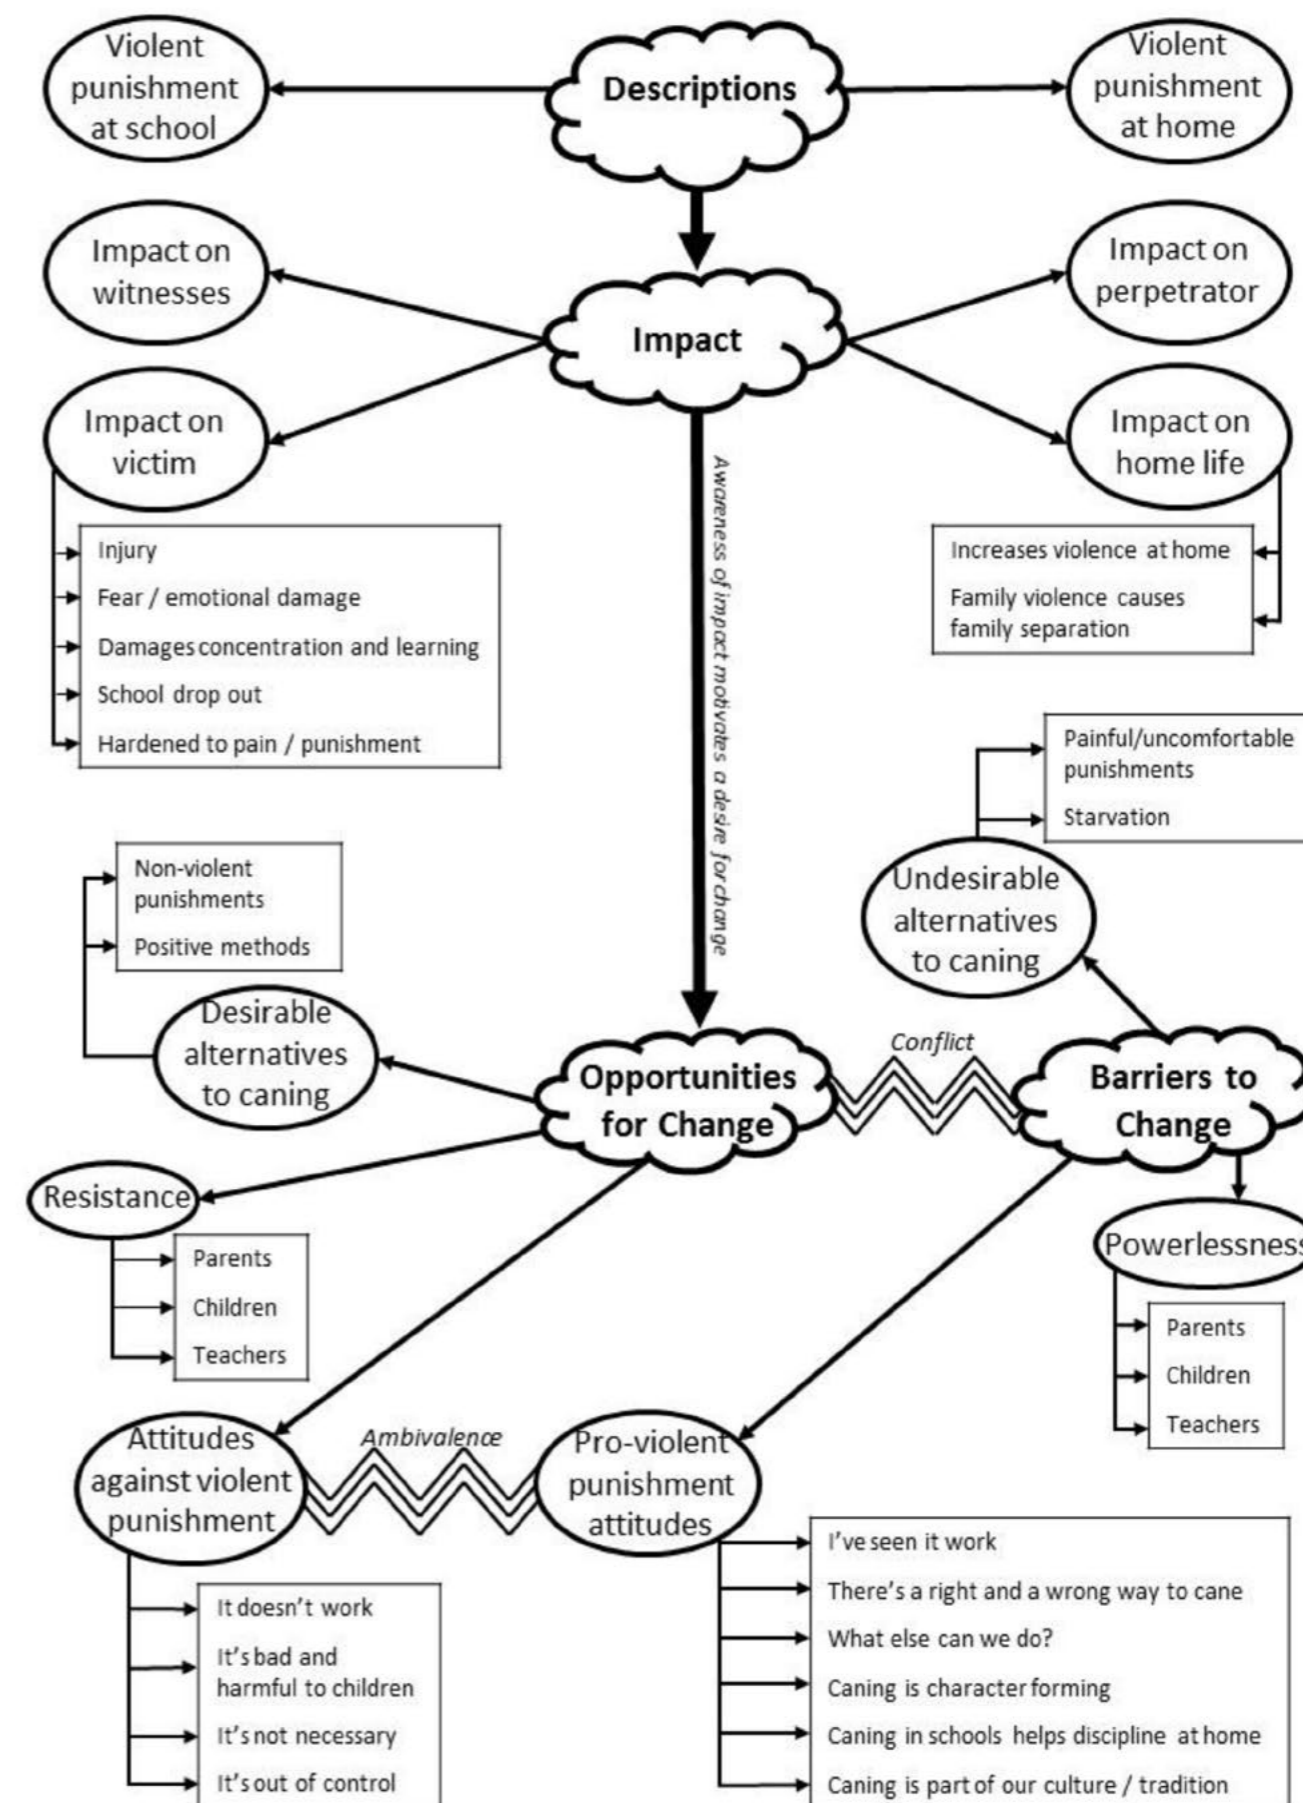 Violent
punishment
at school
Descriptions
Violent
punishment
at home
Impact on
witnesses
Impact
Impact on
perpetrator
Impact on
victim
Impact on
home life
Injury
Fear / emotional damage
Damages concentration and learning
School drop out
Hardened to pain / punishment
Awareness of impact motivates a desire for change
Increases violence at home
Family violence causes
family separation
Painful/uncomfortable
punishments
Starvation
Undesirable
alternatives
to caning
Non-violent
punishments
Positive methods
Desirable
alternatives
to caning
Opportunities
for Change
Conflict
Barriers to
Change
Resistance
Parents
Children
Teachers
Powerlessness
Parents
Children
Teachers
Attitudes
against violent
punishment
Ambivalence
Pro-violent
punishment
attitudes
It doesn't work
It's bad and
harmful to children
It's not necessary
It's out of control
I've seen it work
There's a right and a wrong way to cane
What else can we do?
Caning is character forming
Caning in schools helps discipline at home
Caning is part of our culture / tradition